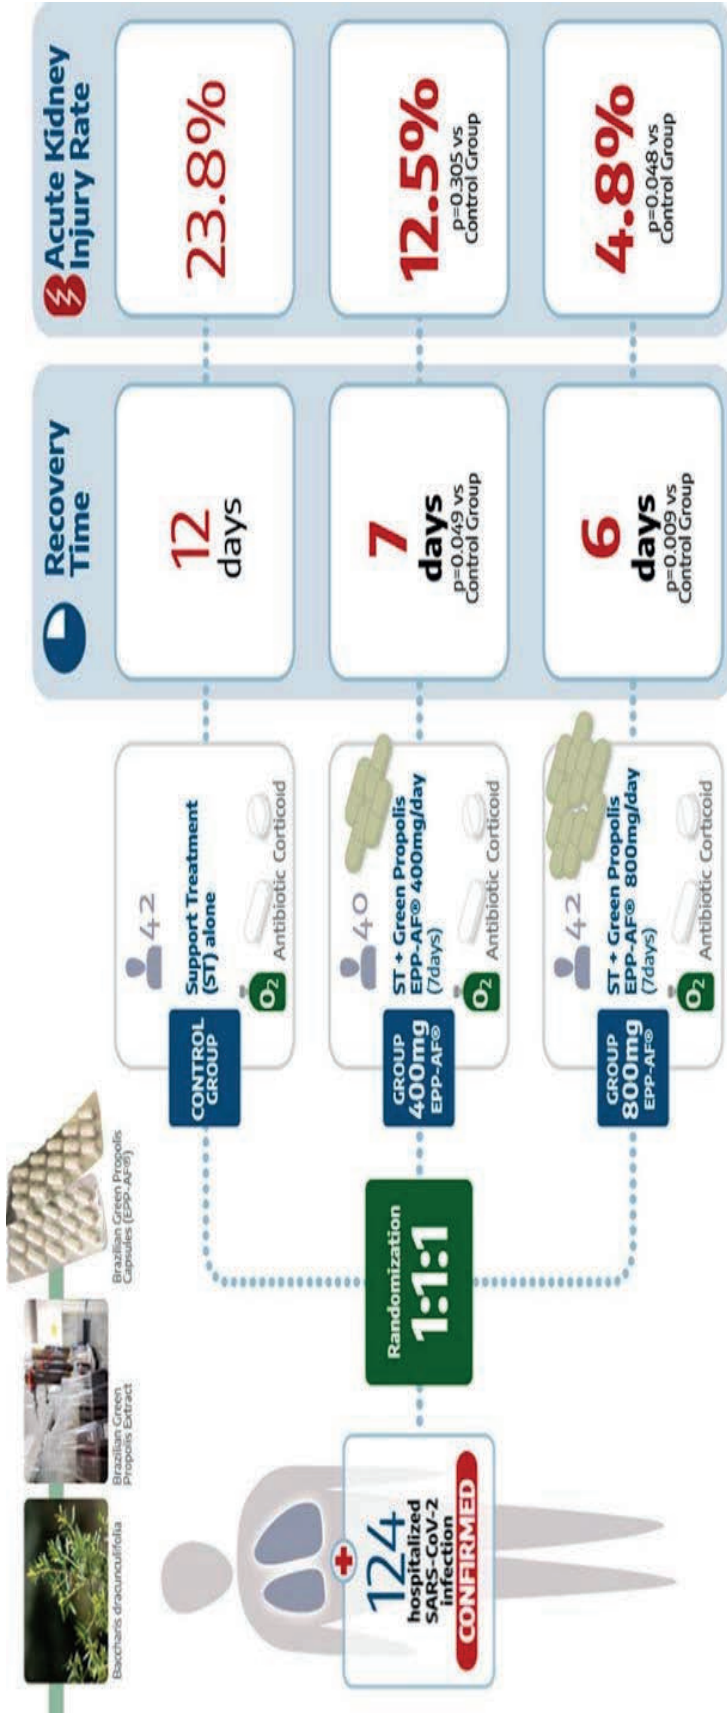 Baccharis dracunculifolia
Brazilian Green
Propolis Extract
Brazilian Green Propolis
Capsules (EPP-AF®)
124
hospitalized
SARS-CoV-2
infection
CONFIRMED
Randomization
1:1:1
CONTROL
GROUP
42
Support Treatment
(ST) alone
O2
Antibiotic Corticoid
GROUP
400mg
EPP-AF®
40
ST + Green Propolis
EPP-AF® 400mg/day
(7days)
O2
Antibiotic Corticoid
GROUP
800mg
EPP-AF®
42
ST + Green Propolis
EPP-AF® 800mg/day
(7days)
O2
Antibiotic Corticoid
Recovery
Time
12
days
7
days
p=0.049 vs
Control Group
6
days
p=0.009 vs
Control Group
Acute Kidney
Injury Rate
23.8%
12.5%
p=0.305 vs
Control Group
4.8%
p=0.048 vs
Control Group